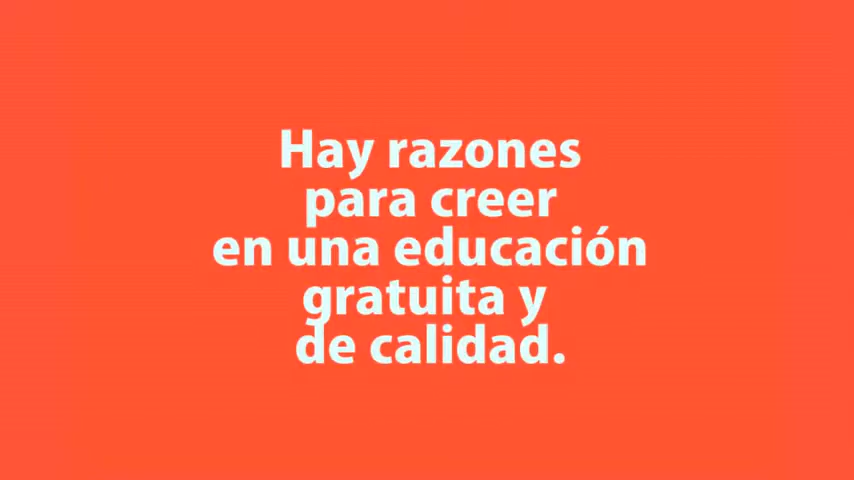 Hay razones
para creer
en una educación
gratuita y
de calidad.